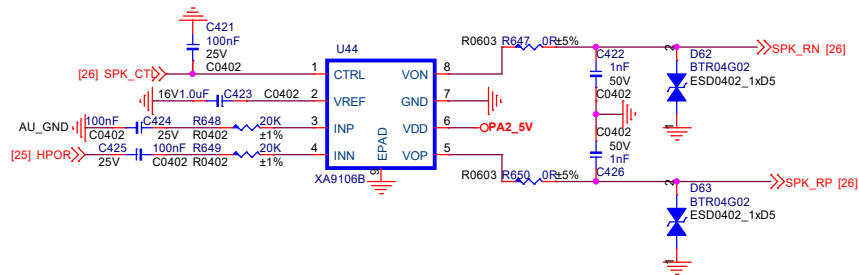 C421
100nF
25V
C0402
U44
[26] SPK_CTL
1
CTRL
VON
8
R0603
R647
0R
±5%
SPK_RN [26]
C422
1nF
50V
C0402
2
D62
BTR04G02
ESD0402_1xD5
1
16V
1.0uF
C423
C0402
2
VREF
GND
7
AU_GND
100nF
C0402
C424
25V
R648
R0402
20K
±1%
3
INP
VDD
6
PA2_5V
[25] HPOR
C425
25V
100nF
C0402
R649
R0402
20K
±1%
4
INN
VOP
5
EPAD
9
XA9106B
R0603
R650
0R
±5%
C0402
50V
1nF
C426
SPK_RP [26]
2
D63
BTR04G02
ESD0402_1xD5
1